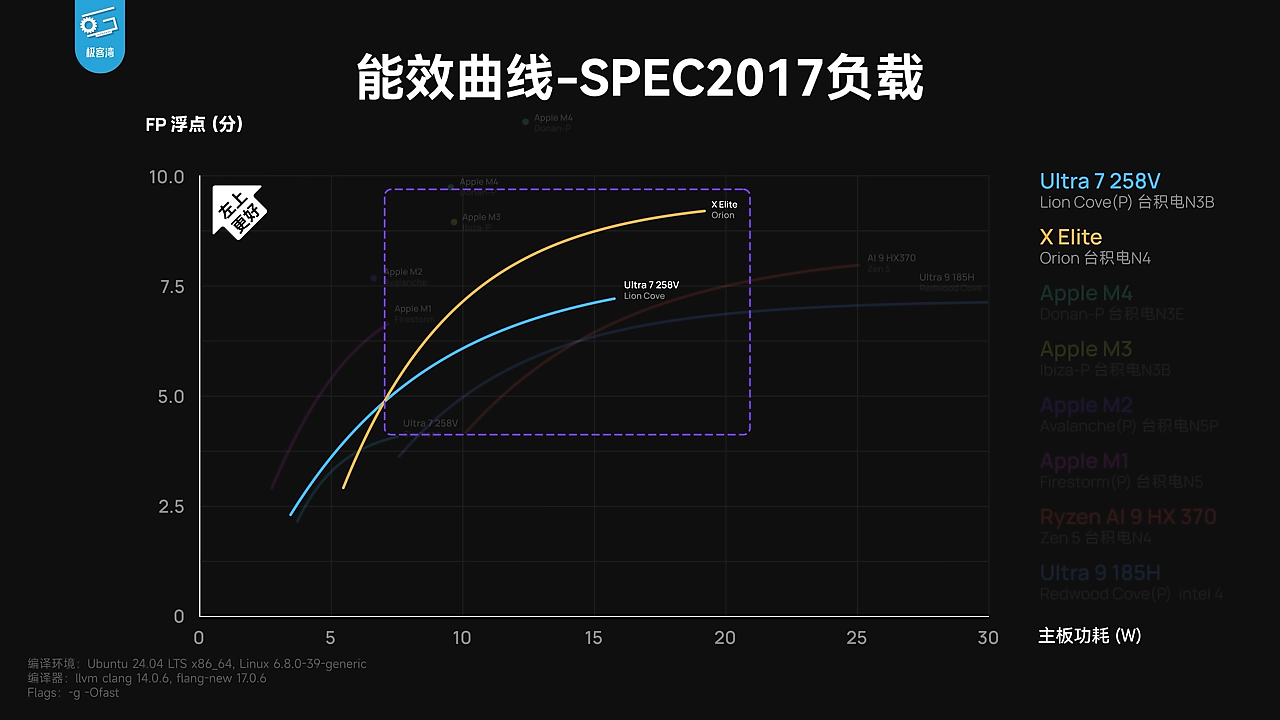 极客湾
能效曲线-SPEC2017负载
FP 浮点 (分)
Apple M4
Donan-P
10.0
7.5
5.0
2.5
0
左上
更好
Apple M4
Apple M3
Ibiza-P
Apple M2
Avalanche
Apple M1
Firestorm
X Elite
Orion
Ultra 7 258V
Lion Cove
AI 9 HX370
Zen 5
Ultra 9 185H
Redwood Cove
Ultra 7 258V
0
5
10
15
20
25
30
主板功耗 (W)
Ultra 7 258V
Lion Cove(P) 台积电N3B
X Elite
Orion 台积电N4
Apple M4
Donan-P 台积电N3E
Apple M3
Ibiza-P 台积电N3B
Apple M2
Avalanche(P) 台积电N5P
Apple M1
Firestorm(P) 台积电N5
Ryzen AI 9 HX 370
Zen 5 台积电N4
Ultra 9 185H
Redwood Cove(P) intel 4
编译环境：Ubuntu 24.04 LTS x86_64, Linux 6.8.0-39-generic
编译器：llvm clang 14.0.6, flang-new 17.0.6
Flags：-g -Ofast